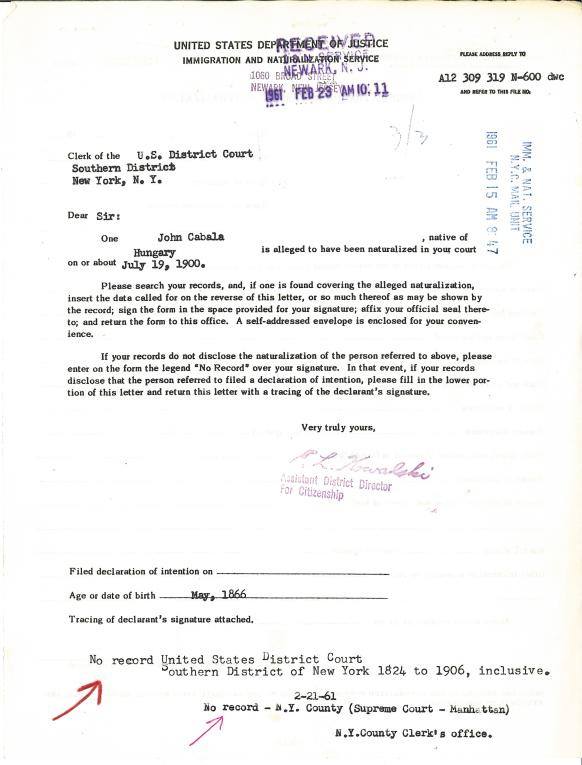 UNITED STATES DEPARTMENT OF JUSTICE
IMMIGRATION AND NATURALIZATION SERVICE
RECEIVED
NEWARK, N. J.
1060 BROAD STREET
NEWARK, NEW JERSEY
1961 FEB 23 AM 10:11
PLEASE ADDRESS REPLY TO
A12 309 319 N-600 dwc
AND REFER TO THIS FILE NO.
3/3
IMM. & NAT. SERVICE
N.Y.C. MAIL UNIT
1961 FEB 15 AM 8:47
Clerk of the U.S. District Court
Southern District
New York, N. Y.
Dear Sir:
One John Cabala , native of
Hungary is alleged to have been naturalized in your court
on or about July 19, 1900.
Please search your records, and, if one is found covering the alleged naturalization,
insert the data called for on the reverse of this letter, or so much thereof as may be shown by
the record; sign the form in the space provided for your signature; affix your official seal there-
to; and return the form to this office. A self-addressed envelope is enclosed for your conven-
ience.
If your records do not disclose the naturalization of the person referred to above, please
enter on the form the legend "No Record" over your signature. In that event, if your records
disclose that the person referred to filed a declaration of intention, please fill in the lower por-
tion of this letter and return this letter with a tracing of the declarant's signature.
Very truly yours,
L. Kowalski
Assistant District Director
For Citizenship
Filed declaration of intention on
Age or date of birth May, 1866
Tracing of declarant's signature attached.
No record United States District Court
Southern District of New York 1824 to 1906, inclusive.
2-21-61
No record - N.Y. County (Supreme Court - Manhattan)
N.Y.County Clerk's office.